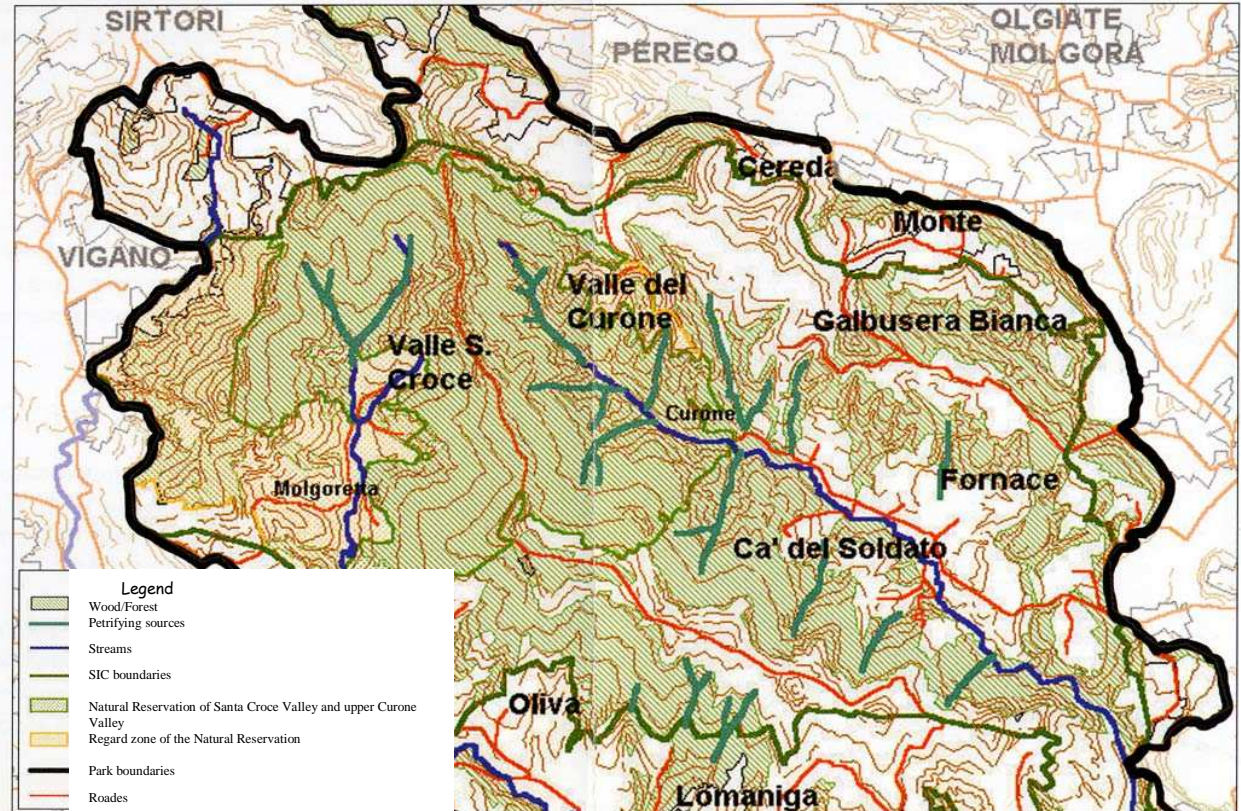 SIRTORI
PEREGO
OLGIATE
MOLGORA
Cereda
Monte
VIGANO'
Valle del
Curone
Galbusera Bianca
Valle S.
Croce
Curone
Molgoretta
Fornace
Ca' del Soldato
Oliva
Lomaniga
Legend
Wood/Forest
Petrifying sources
Streams
SIC boundaries
Natural Reservation of Santa Croce Valley and upper Curone
Valley
Regard zone of the Natural Reservation
Park boundaries
Roades